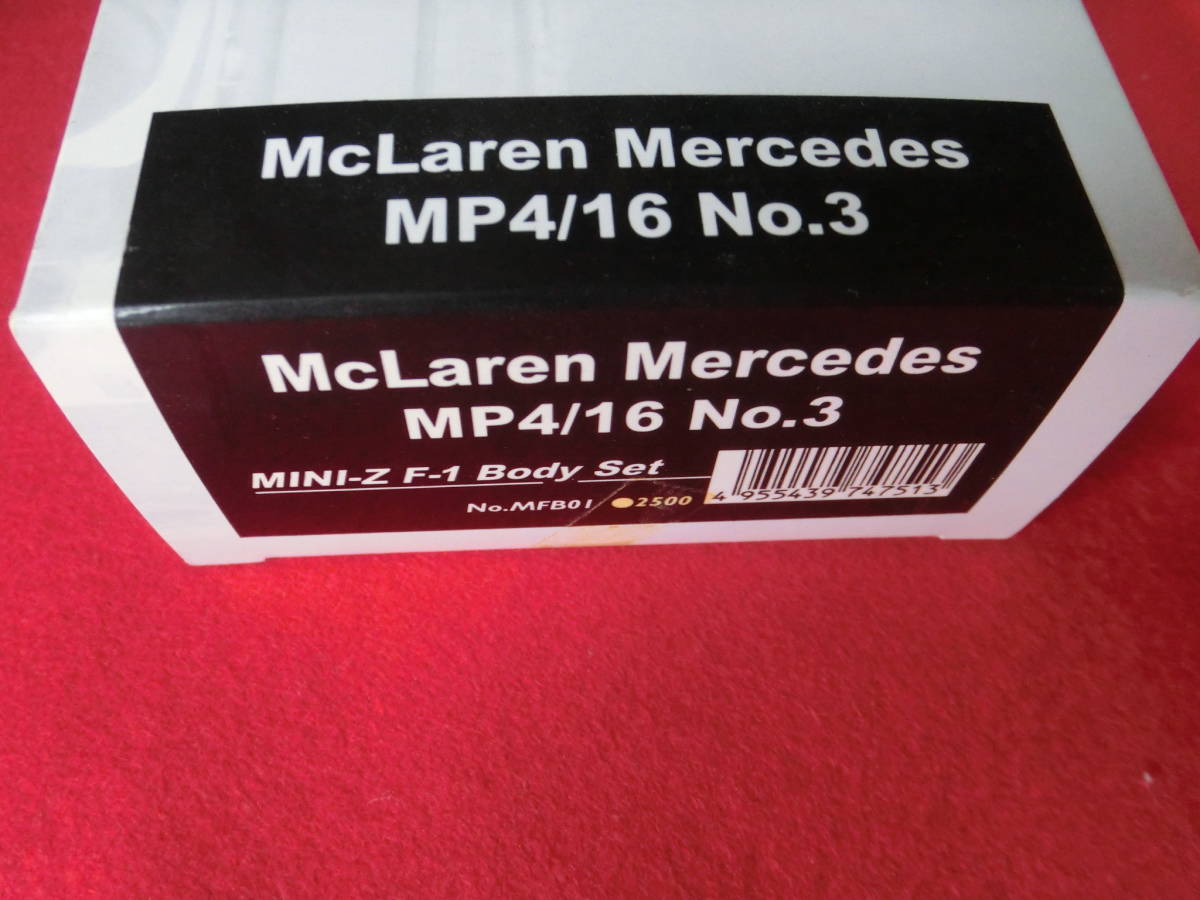 McLaren Mercedes
MP4/16 No.3
McLaren Mercedes
MP4/16 No.3
MINI-Z F-1 Body Set
No.MFB01 ●2500
4 955439 747513